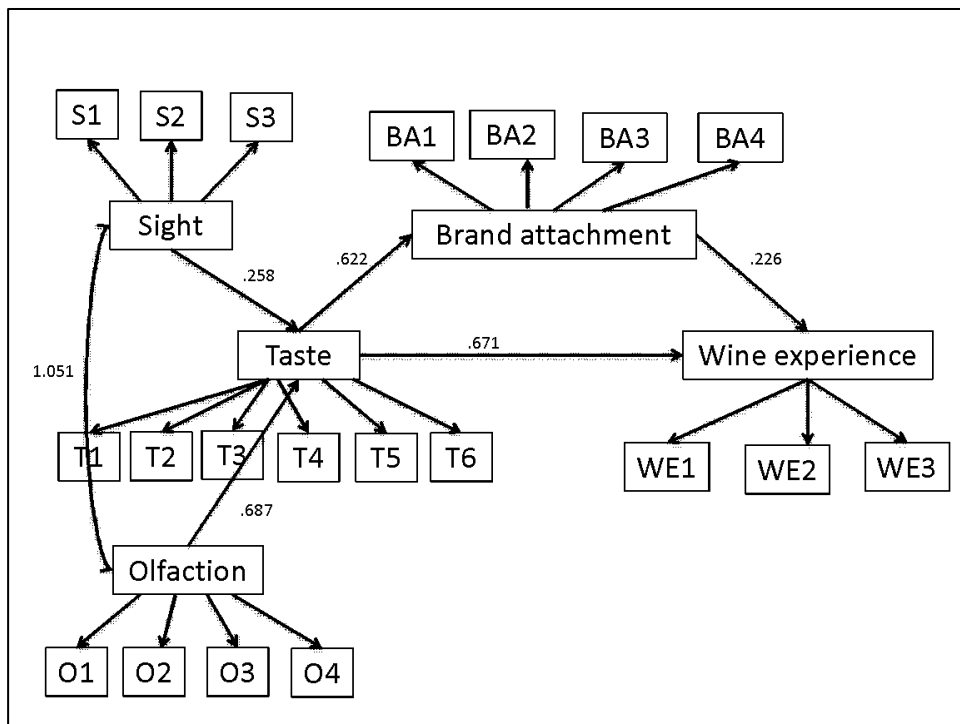 S1 S2 S3
BA1 BA2 BA3 BA4
Sight
Brand attachment
.258
.622
.226
Taste
.671
Wine experience
1.051
T1 T2 T3 T4 T5 T6
WE1 WE2 WE3
.687
Olfaction
O1 O2 O3 O4